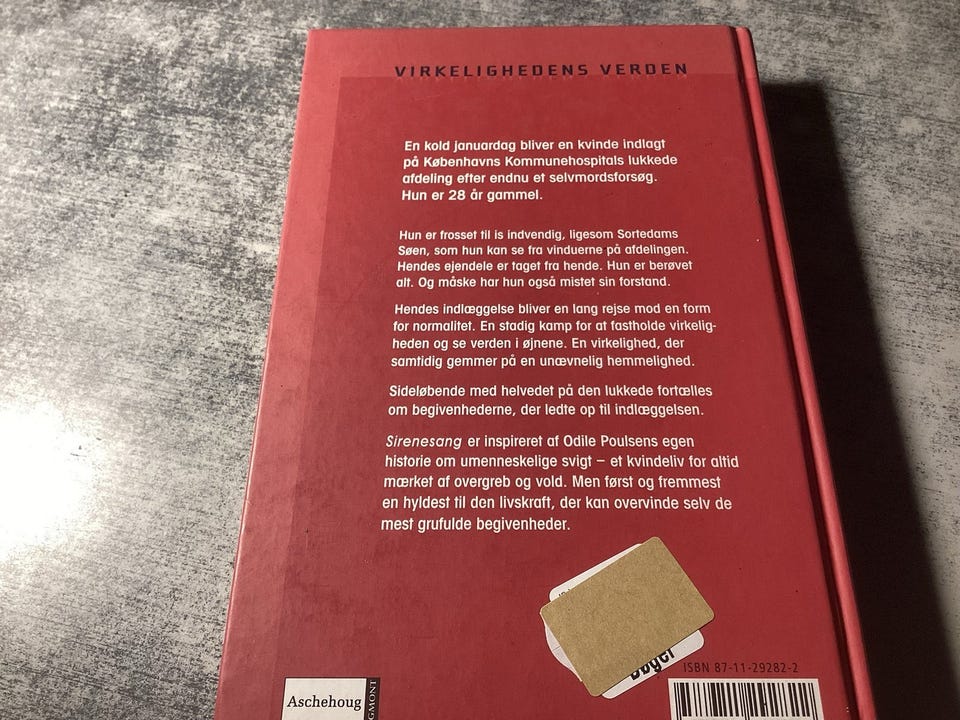 VIRKELIGHEDENS VERDEN
En kold januardag bliver en kvinde indlagt
på Københavns Kommunehospitals lukkede
afdeling efter endnu et selvmordsforsøg.
Hun er 28 år gammel.
Hun er frosset til is indvendig, ligesom Sortedams
Søen, som hun kan se fra vinduerne på afdelingen.
Hendes ejendele er taget fra hende. Hun er berøvet
alt. Og måske har hun også mistet sin forstand.
Hendes indlæggelse bliver en lang rejse mod en form
for normalitet. En stadig kamp for at fastholde virkelig-
heden og se verden i øjnene. En virkelighed, der
samtidig gemmer på en unævnelig hemmelighed.
Sideløbende med helvedet på den lukkede fortælles
om begivenhederne, der ledte op til indlæggelsen.
Sirenesang er inspireret af Odile Poulsens egen
historie om umenneskelige svigt – et kvindeliv for altid
mærket af overgreb og vold. Men først og fremmest
en hyldest til den livskraft, der kan overvinde selv de
mest grufulde begivenheder.
ISBN 87-11-29282-2
Aschehoug